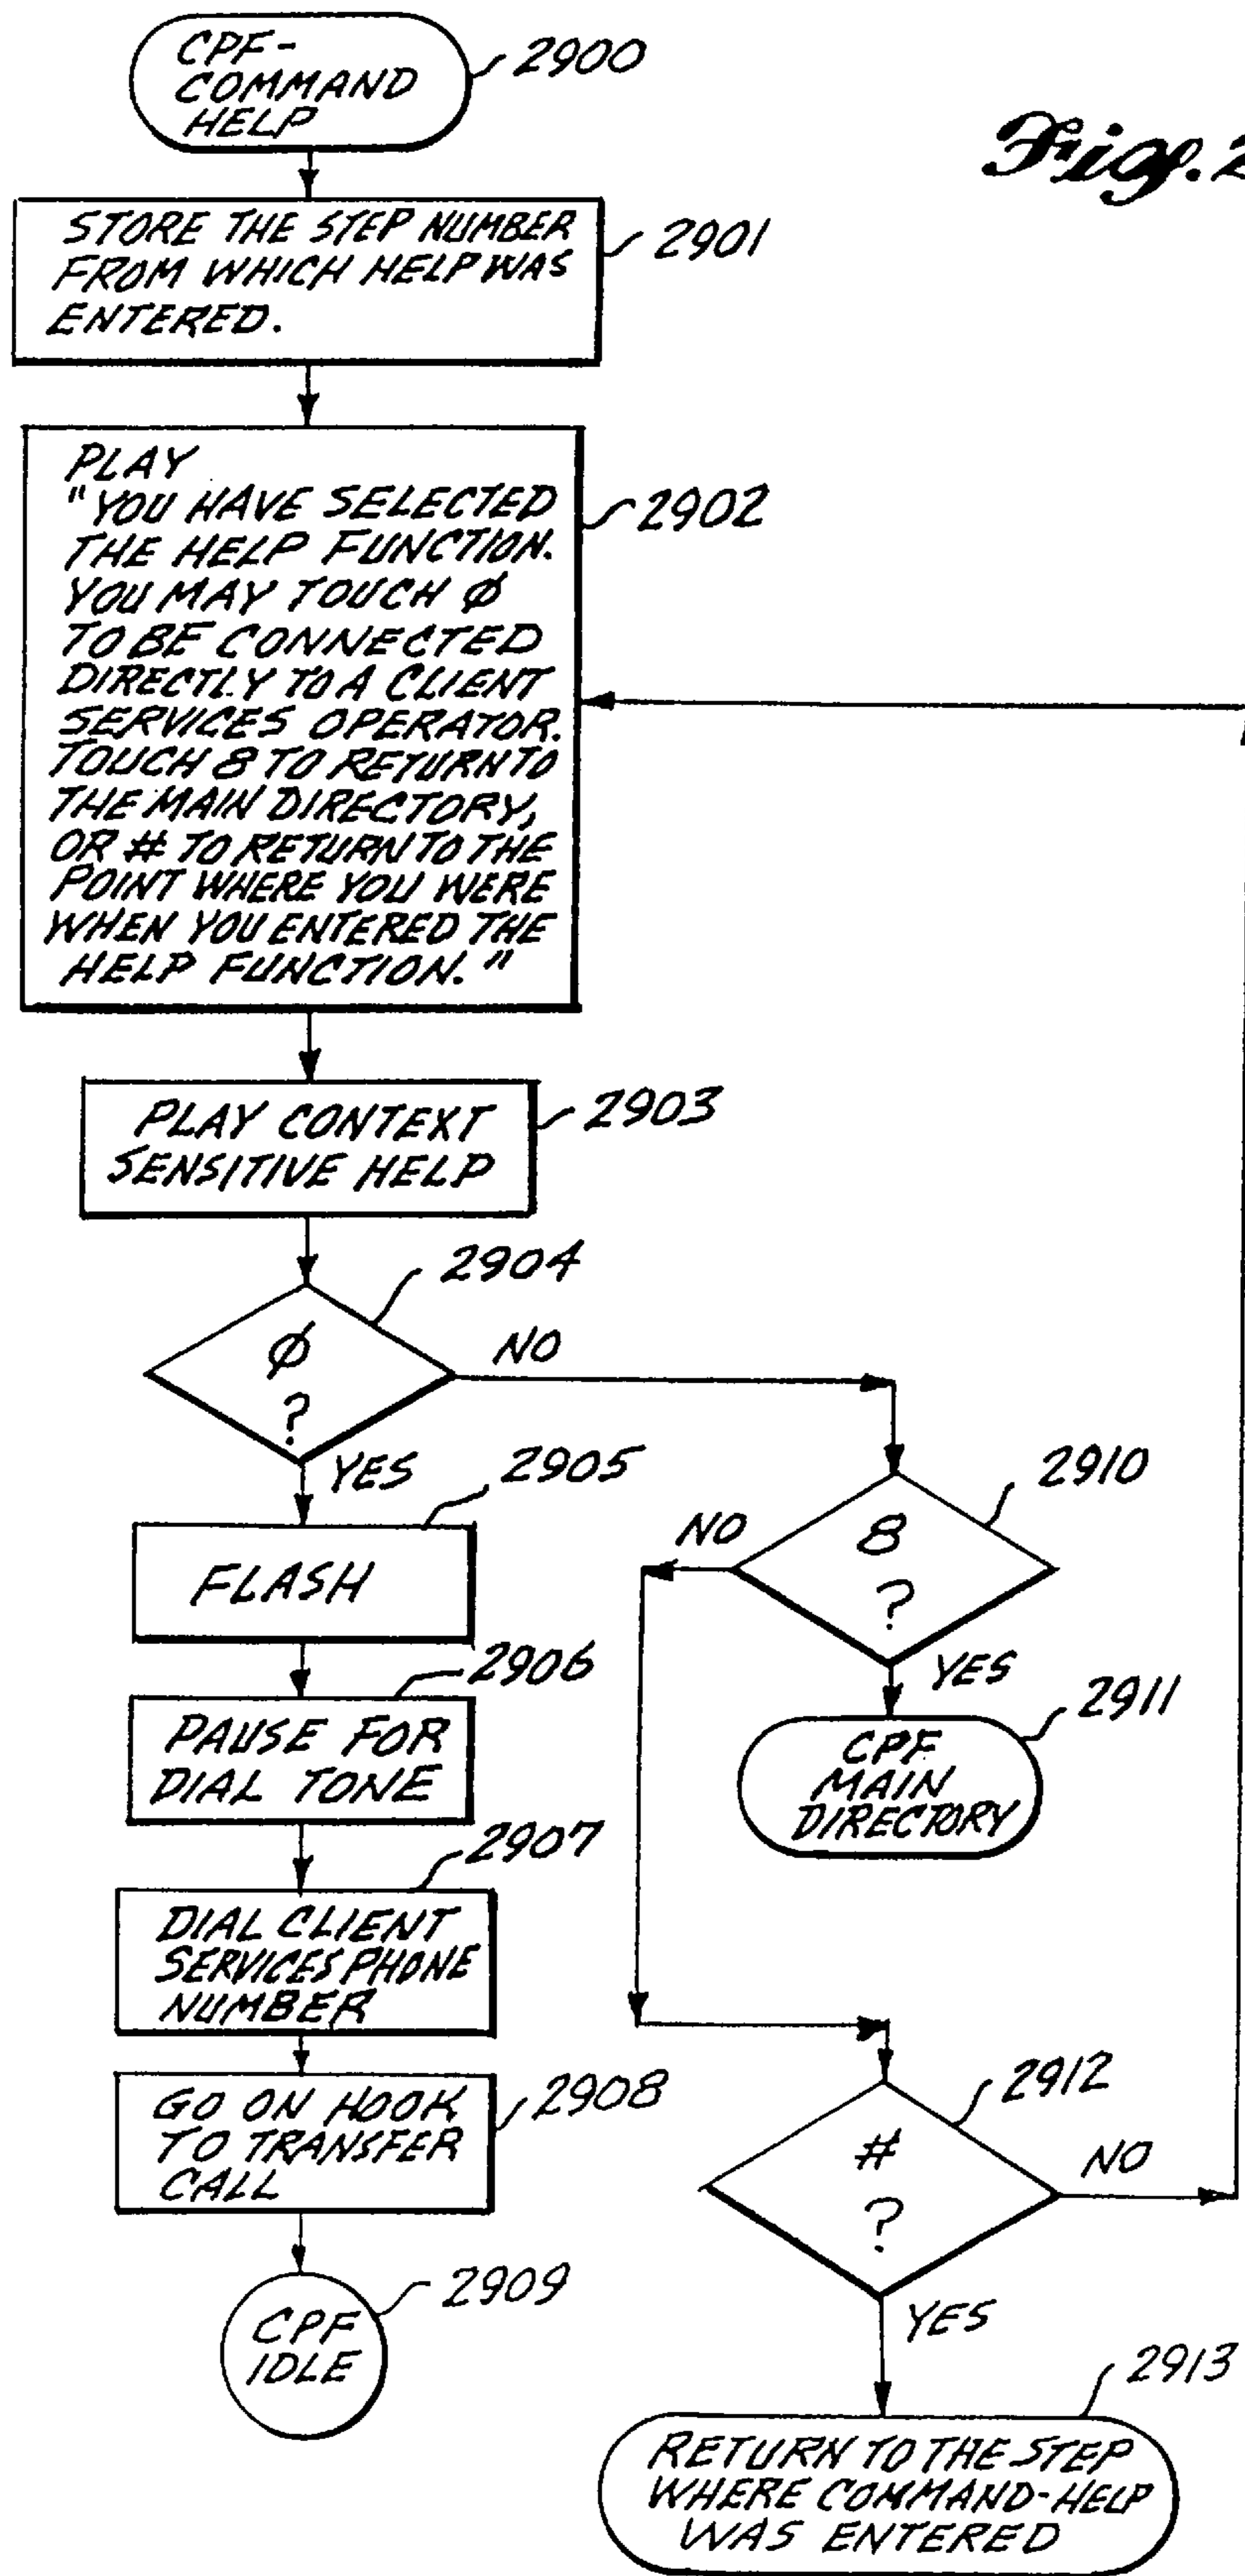 CPF-
COMMAND
HELP
2900
Fig. 2
STORE THE STEP NUMBER
FROM WHICH HELP WAS
ENTERED.
2901
PLAY
"YOU HAVE SELECTED
THE HELP FUNCTION.
YOU MAY TOUCH Ø
TO BE CONNECTED
DIRECTLY TO A CLIENT
SERVICES OPERATOR.
TOUCH 8 TO RETURN TO
THE MAIN DIRECTORY,
OR # TO RETURN TO THE
POINT WHERE YOU WERE
WHEN YOU ENTERED THE
HELP FUNCTION."
2902
PLAY CONTEXT
SENSITIVE HELP
2903
2904
Ø
?
NO
YES
2905
FLASH
2906
PAUSE FOR
DIAL TONE
2907
DIAL CLIENT
SERVICES PHONE
NUMBER
GO ON HOOK
TO TRANSFER
CALL
2908
CPF
IDLE
2909
2910
8
?
NO
YES
2911
CPF
MAIN
DIRECTORY
2912
#
?
NO
YES
2913
RETURN TO THE STEP
WHERE COMMAND-HELP
WAS ENTERED